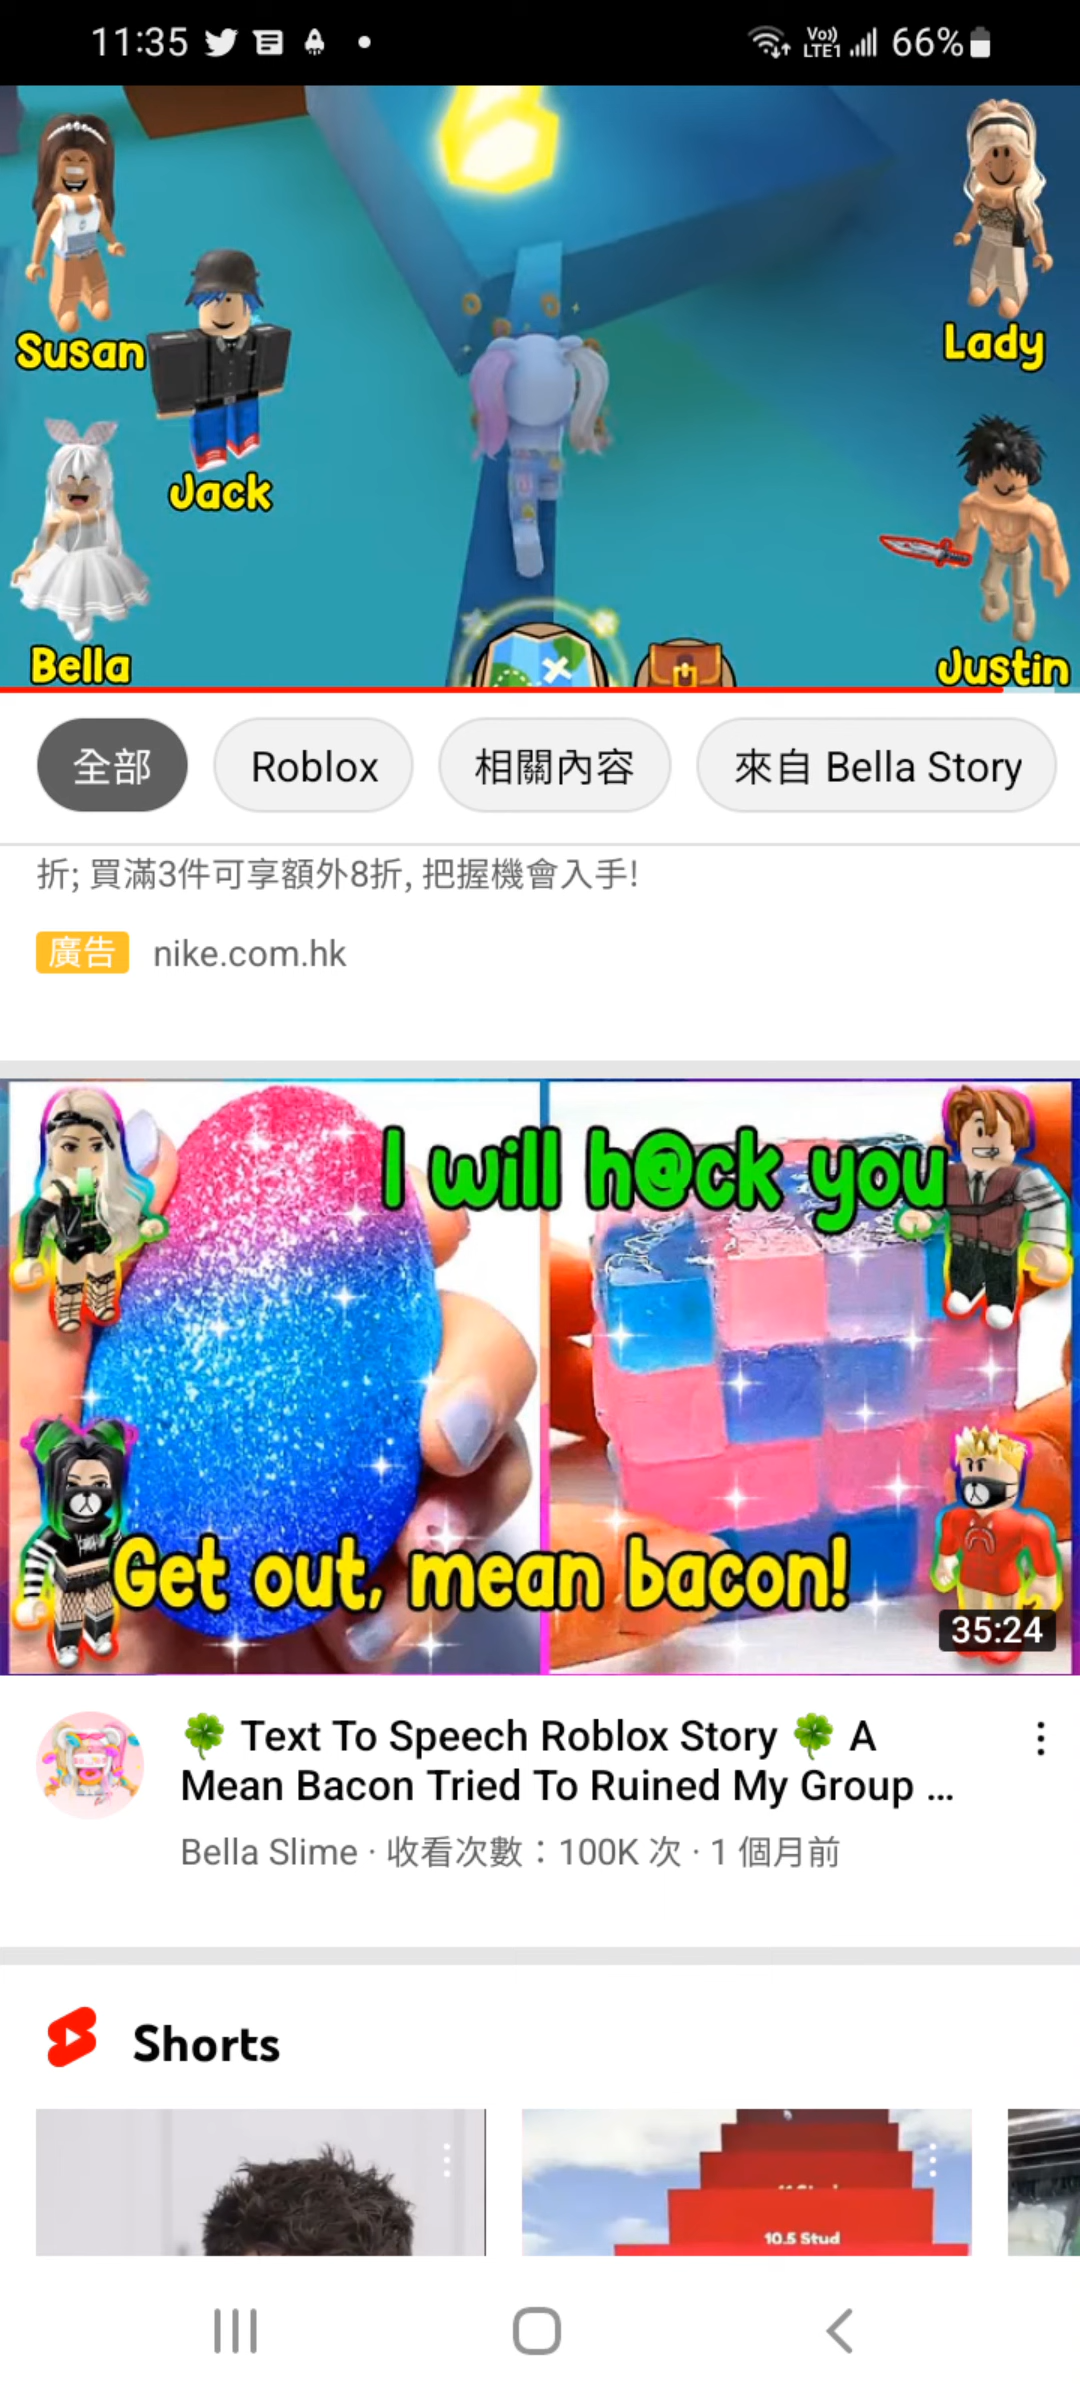 11:35
Vo))
LTE1
66%
Susan
Lady
Jack
Bella
Justin
全部
Roblox
相關內容
來自 Bella Story
折; 買滿3件可享額外8折, 把握機會入手!
廣告
nike.com.hk
I will h@ck you
Get out, mean bacon!
35:24
🍀 Text To Speech Roblox Story 🍀 A
Mean Bacon Tried To Ruined My Group ...
Bella Slime · 收看次數：100K 次 · 1 個月前
Shorts
10.5 Stud